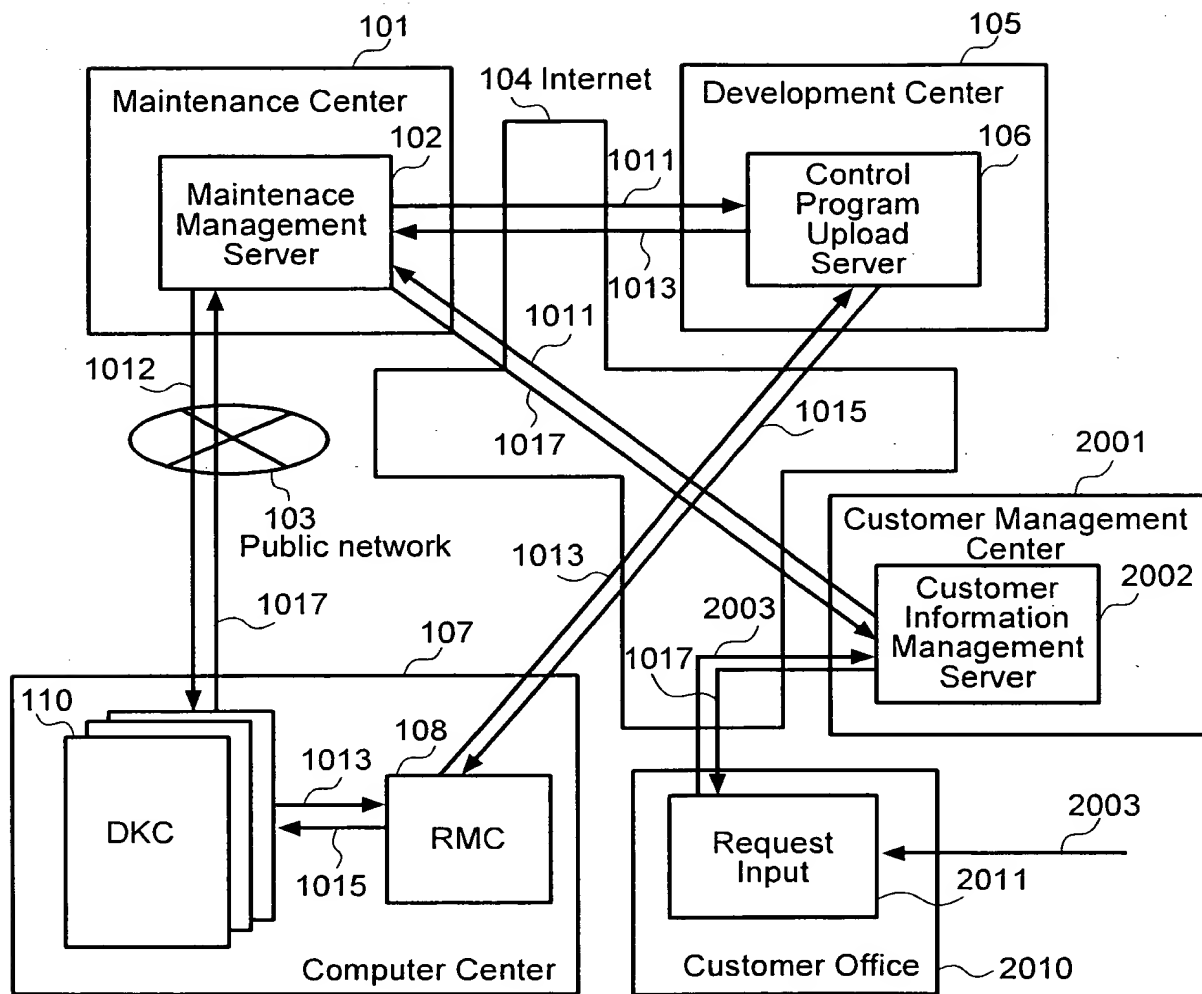 101
105
104 Internet
Maintenance Center
Development Center
102
106
1011
Maintenace
Management
Server
Control
Program
Upload
Server
1013
1011
1012
1017
1015
2001
103
Public network
Customer Management
Center
1013
2002
Customer
Information
Management
Server
2003
1017
1017
107
110
108
1013
DKC
RMC
1015
Request
Input
2003
2011
Computer Center
Customer Office
2010